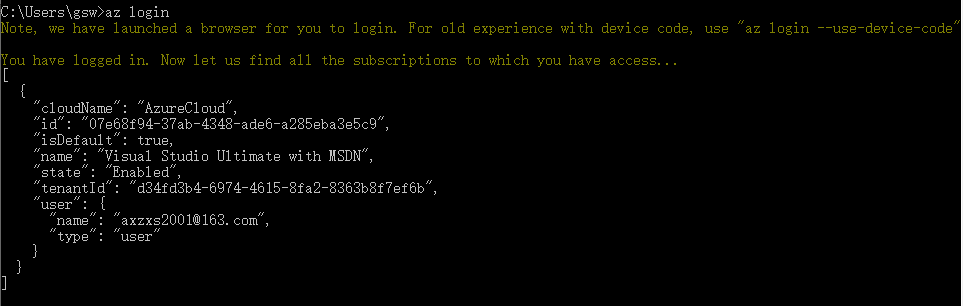 C:\Users\gsw>az login
Note, we have launched a browser for you to login. For old experience with device code, use "az login --use-device-code"
You have logged in. Now let us find all the subscriptions to which you have access...
[
  {
    "cloudName": "AzureCloud",
    "id": "07e68f94-37ab-4348-ade6-a285eba3e5c9",
    "isDefault": true,
    "name": "Visual Studio Ultimate with MSDN",
    "state": "Enabled",
    "tenantId": "d34fd3b4-6974-4615-8fa2-8363b8f7ef6b",
    "user": {
      "name": "axzxs2001@163.com",
      "type": "user"
    }
  }
]